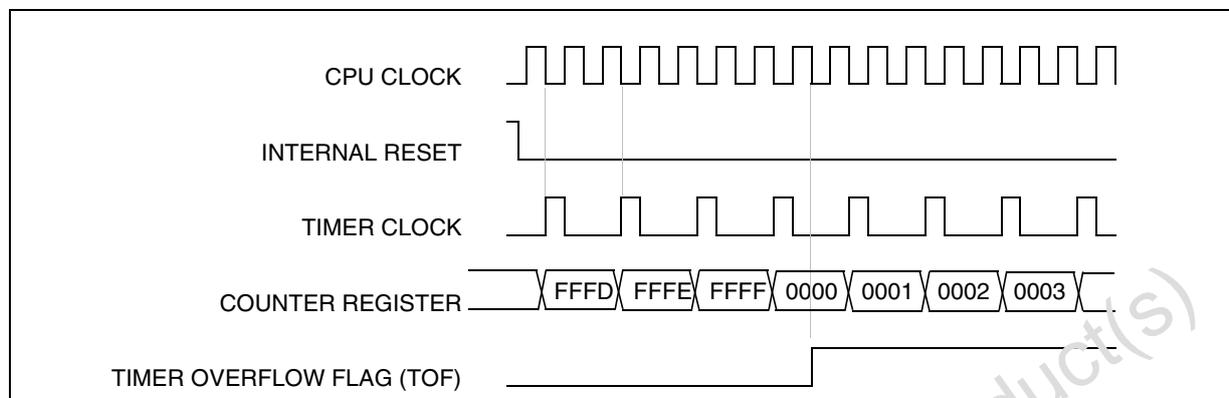 CPU CLOCK
INTERNAL RESET
TIMER CLOCK
COUNTER REGISTER FFFD FFFE FFFF 0000 0001 0002 0003
TIMER OVERFLOW FLAG (TOF)
duct(s)